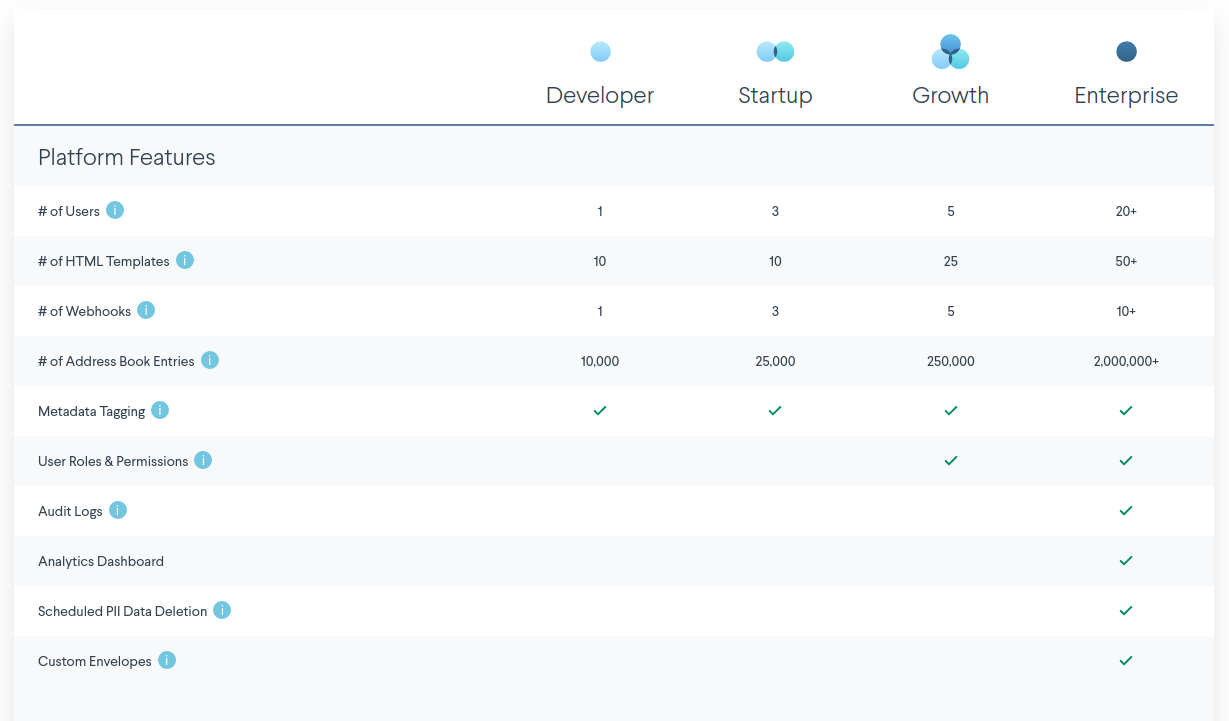 Developer Startup Growth Enterprise
Platform Features
# of Users i 1 3 5 20+
# of HTML Templates i 10 10 25 50+
# of Webhooks i 1 3 5 10+
# of Address Book Entries i 10,000 25,000 250,000 2,000,000+
Metadata Tagging i ✓ ✓ ✓ ✓
User Roles & Permissions i ✓ ✓
Audit Logs i ✓
Analytics Dashboard ✓
Scheduled PII Data Deletion i ✓
Custom Envelopes i ✓